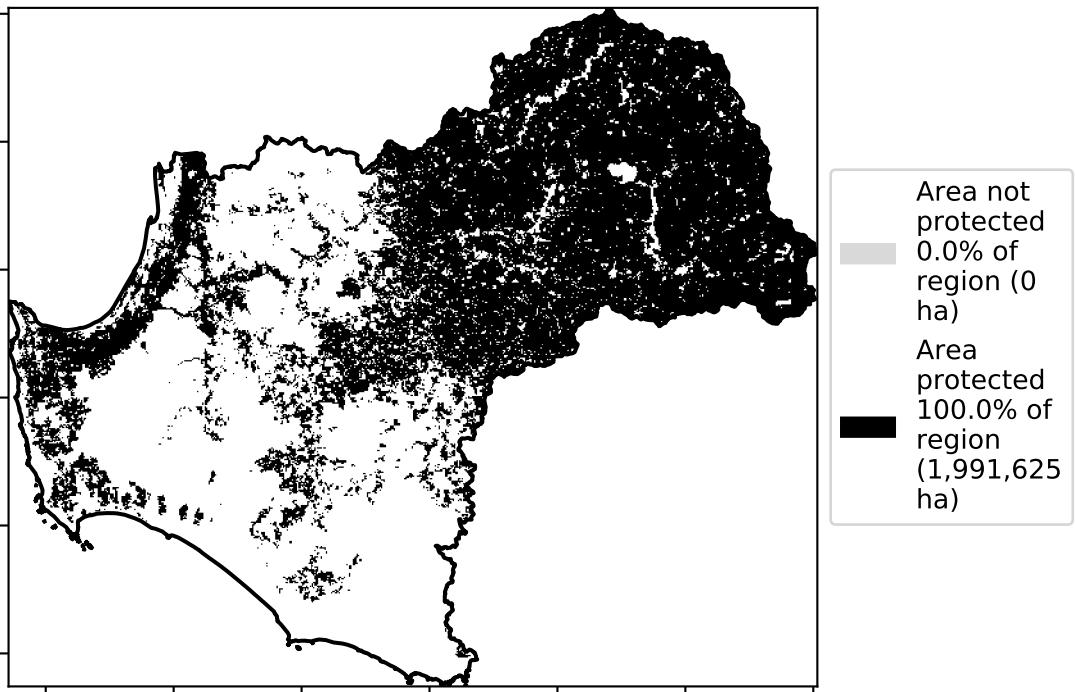 Area not
protected
0.0% of
region (0
ha)
Area
protected
100.0% of
region
(1,991,625
ha)